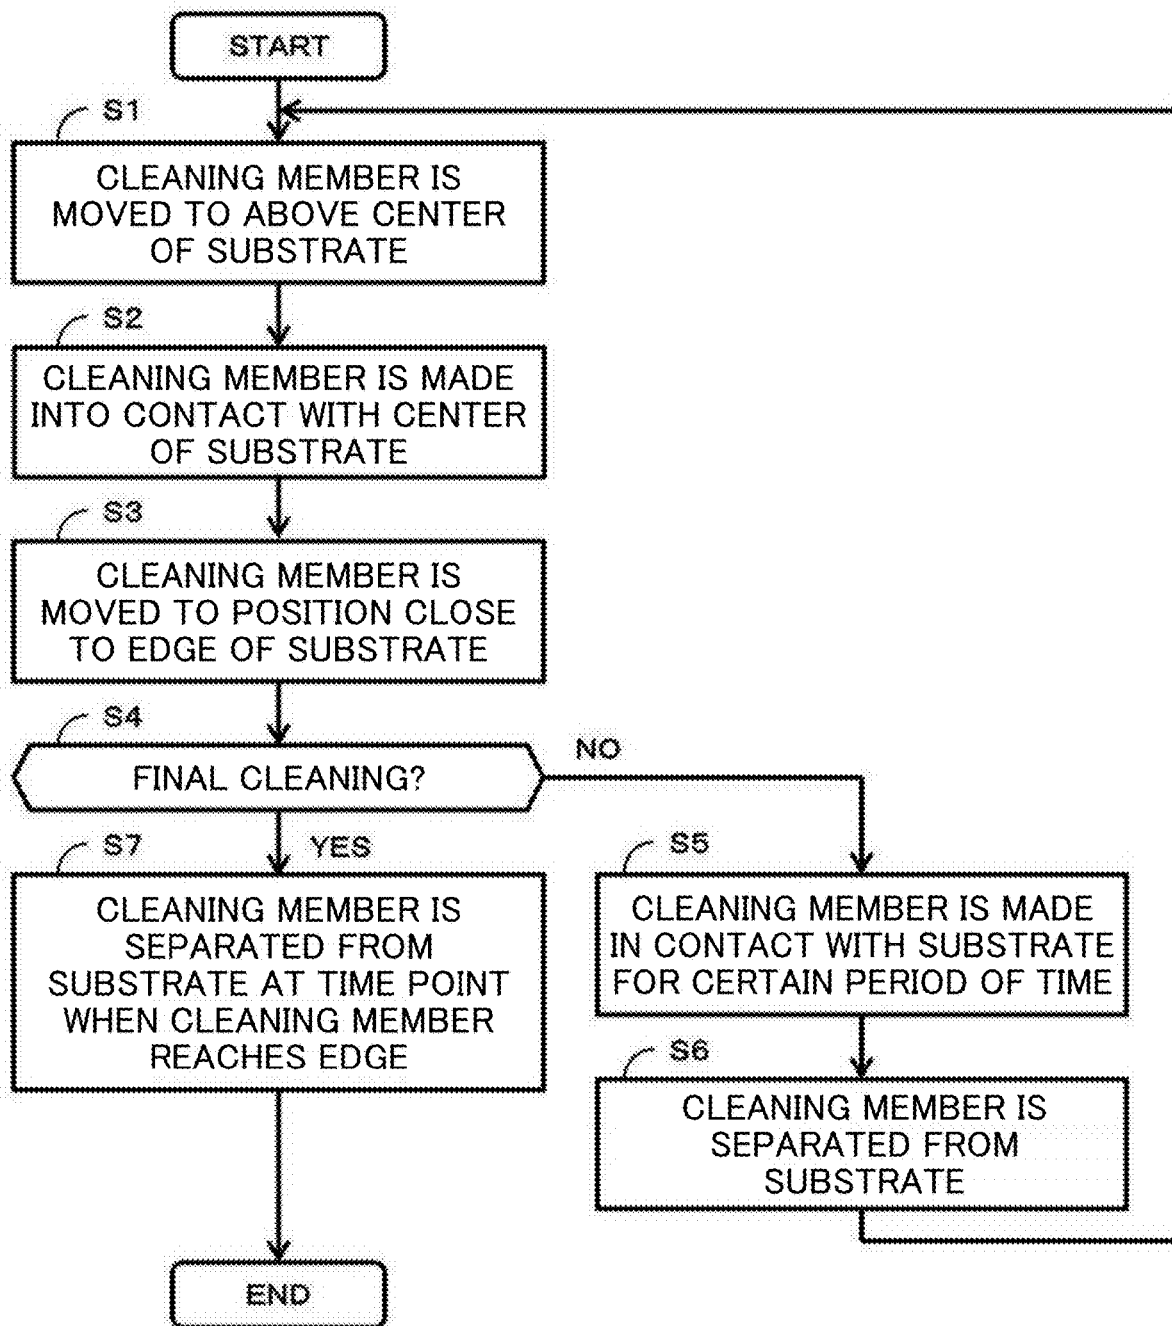 START
S1
CLEANING MEMBER IS
MOVED TO ABOVE CENTER
OF SUBSTRATE
S2
CLEANING MEMBER IS MADE
INTO CONTACT WITH CENTER
OF SUBSTRATE
S3
CLEANING MEMBER IS
MOVED TO POSITION CLOSE
TO EDGE OF SUBSTRATE
S4
FINAL CLEANING?
NO
YES
S7
CLEANING MEMBER IS
SEPARATED FROM
SUBSTRATE AT TIME POINT
WHEN CLEANING MEMBER
REACHES EDGE
S5
CLEANING MEMBER IS MADE
IN CONTACT WITH SUBSTRATE
FOR CERTAIN PERIOD OF TIME
S6
CLEANING MEMBER IS
SEPARATED FROM
SUBSTRATE
END